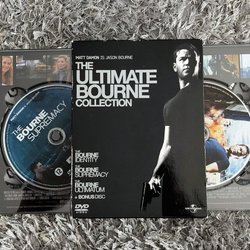 MATT DAMON IS JASON BOURNE
THE
ULTIMATE
BOURNE
COLLECTION
THE
BOURNE
IDENTITY
THE
BOURNE
SUPREMACY
THE
BOURNE
ULTIMATUM
+ BONUS DISC
DVD
THE
BOURNE
SUPREMACY